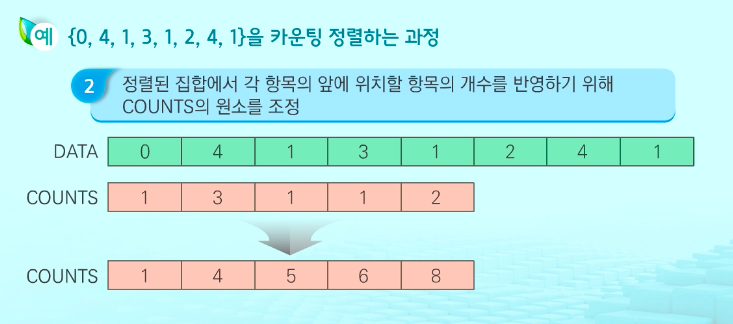 예 {0, 4, 1, 3, 1, 2, 4, 1}을 카운팅 정렬하는 과정
2 정렬된 집합에서 각 항목의 앞에 위치할 항목의 개수를 반영하기 위해
COUNTS의 원소를 조정
DATA 0 4 1 3 1 2 4 1
COUNTS 1 3 1 1 2
COUNTS 1 4 5 6 8